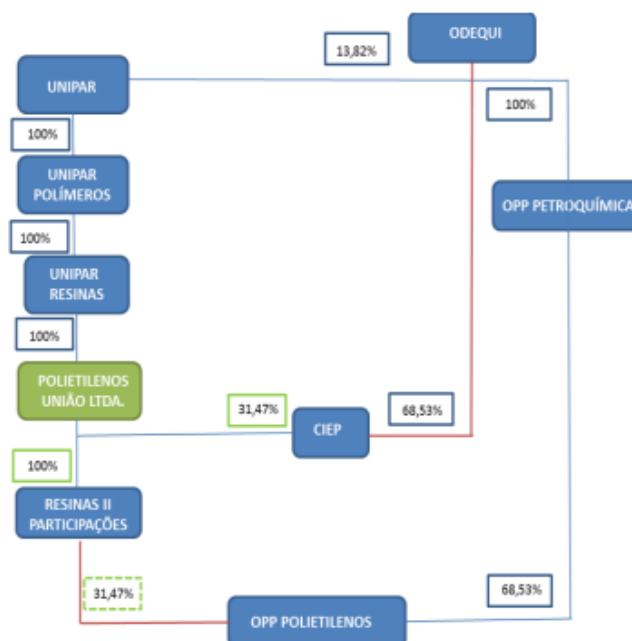 ODEQUI
13,82%
UNIPAR
100%
100%
UNIPAR
POLÍMEROS
OPP PETROQUÍMICA
100%
UNIPAR
RESINAS
100%
POLIETILENOS
UNIÃO LTDA.
31,47%
68,53%
CIEP
100%
RESINAS II
PARTICIPAÇÕES
31,47%
68,53%
OPP POLIETILENOS